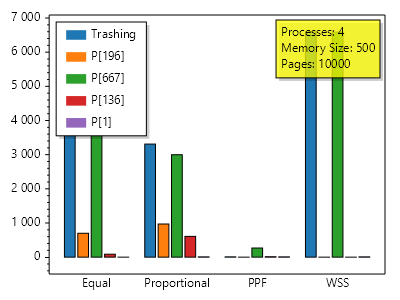 7 000
6 000
5 000
4 000
3 000
2 000
1 000
0
Trashing
P[196]
P[667]
P[136]
P[1]
Processes: 4
Memory Size: 500
Pages: 10000
Equal Proportional PPF WSS